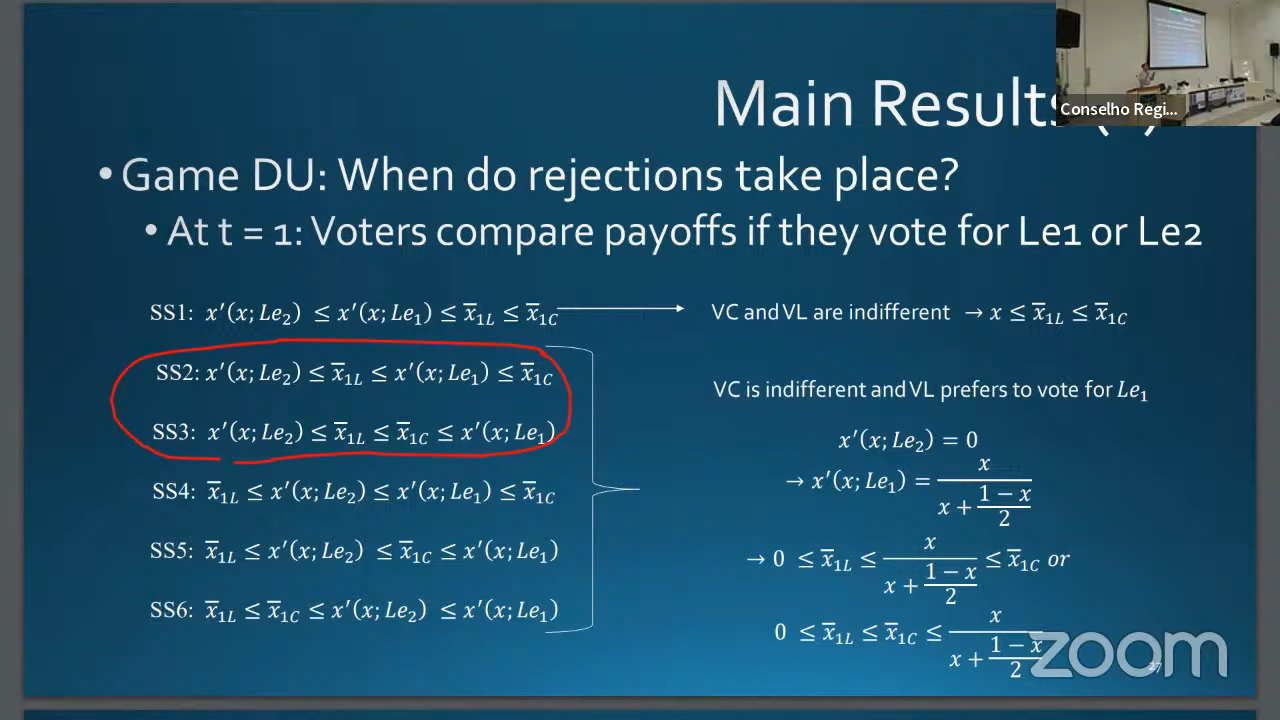 Main Results
Conselho Regi...
• Game DU: When do rejections take place?
• At t = 1: Voters compare payoffs if they vote for Le1 or Le2
SS1: x′(x; Le₂) ≤ x′(x; Le₁) ≤ x̅₁L ≤ x̅₁C
VC and VL are indifferent → x ≤ x̅₁L ≤ x̅₁C
SS2: x′(x; Le₂) ≤ x̅₁L ≤ x′(x; Le₁) ≤ x̅₁C
VC is indifferent and VL prefers to vote for Le₁
SS3: x′(x; Le₂) ≤ x̅₁L ≤ x̅₁C ≤ x′(x; Le₁)
x′(x; Le₂) = 0
→ x′(x; Le₁) = x / (x + (1 − x)/2)
SS4: x̅₁L ≤ x′(x; Le₂) ≤ x′(x; Le₁) ≤ x̅₁C
SS5: x̅₁L ≤ x′(x; Le₂) ≤ x̅₁C ≤ x′(x; Le₁)
→ 0 ≤ x̅₁L ≤ x / (x + (1 − x)/2) ≤ x̅₁C or
SS6: x̅₁L ≤ x̅₁C ≤ x′(x; Le₂) ≤ x′(x; Le₁)
0 ≤ x̅₁L ≤ x̅₁C ≤ x / (x + (1 − x)/2)
zoom
27